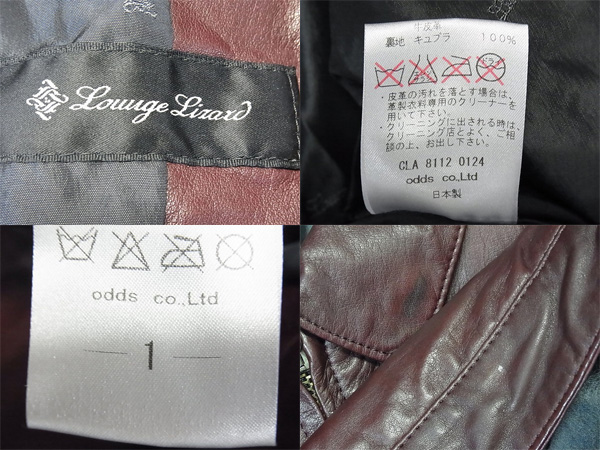 Lounge Lizard
牛皮革
裏地 キュプラ 100%
ドライ
・皮革の汚れを落とす場合は、
革製衣料専用のクリーナーを
用いて下さい。
・クリーニングに出される時は、
クリーニング店とよく、ご相
談の上、お出し下さい。
CLA 8112 0124
odds co.,Ltd
日本製
odds co.,Ltd
1